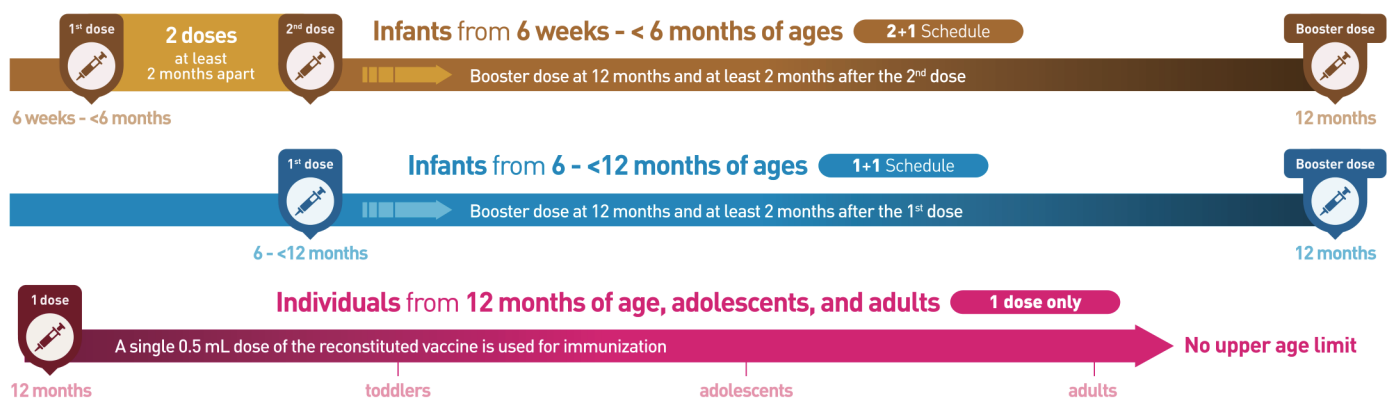 1st dose
2 doses
at least
2 months apart
2nd dose
Infants from 6 weeks - < 6 months of ages
2+1 Schedule
Booster dose
Booster dose at 12 months and at least 2 months after the 2nd dose
6 weeks - <6 months
12 months
1st dose
Infants from 6 - <12 months of ages
1+1 Schedule
Booster dose
Booster dose at 12 months and at least 2 months after the 1st dose
6 - <12 months
12 months
1 dose
Individuals from 12 months of age, adolescents, and adults
1 dose only
A single 0.5 mL dose of the reconstituted vaccine is used for immunization
No upper age limit
12 months
toddlers
adolescents
adults